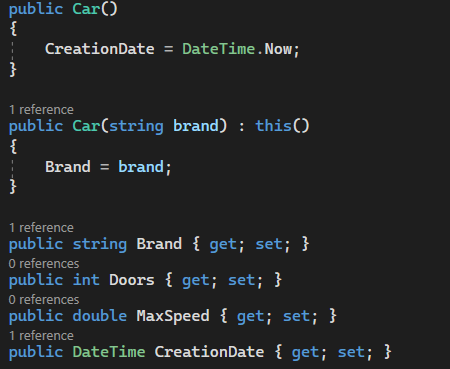 public Car()
{
CreationDate = DateTime.Now;
}
1 reference
public Car(string brand) : this()
{
Brand = brand;
}
1 reference
public string Brand { get; set; }
0 references
public int Doors { get; set; }
0 references
public double MaxSpeed { get; set; }
1 reference
public DateTime CreationDate { get; set; }